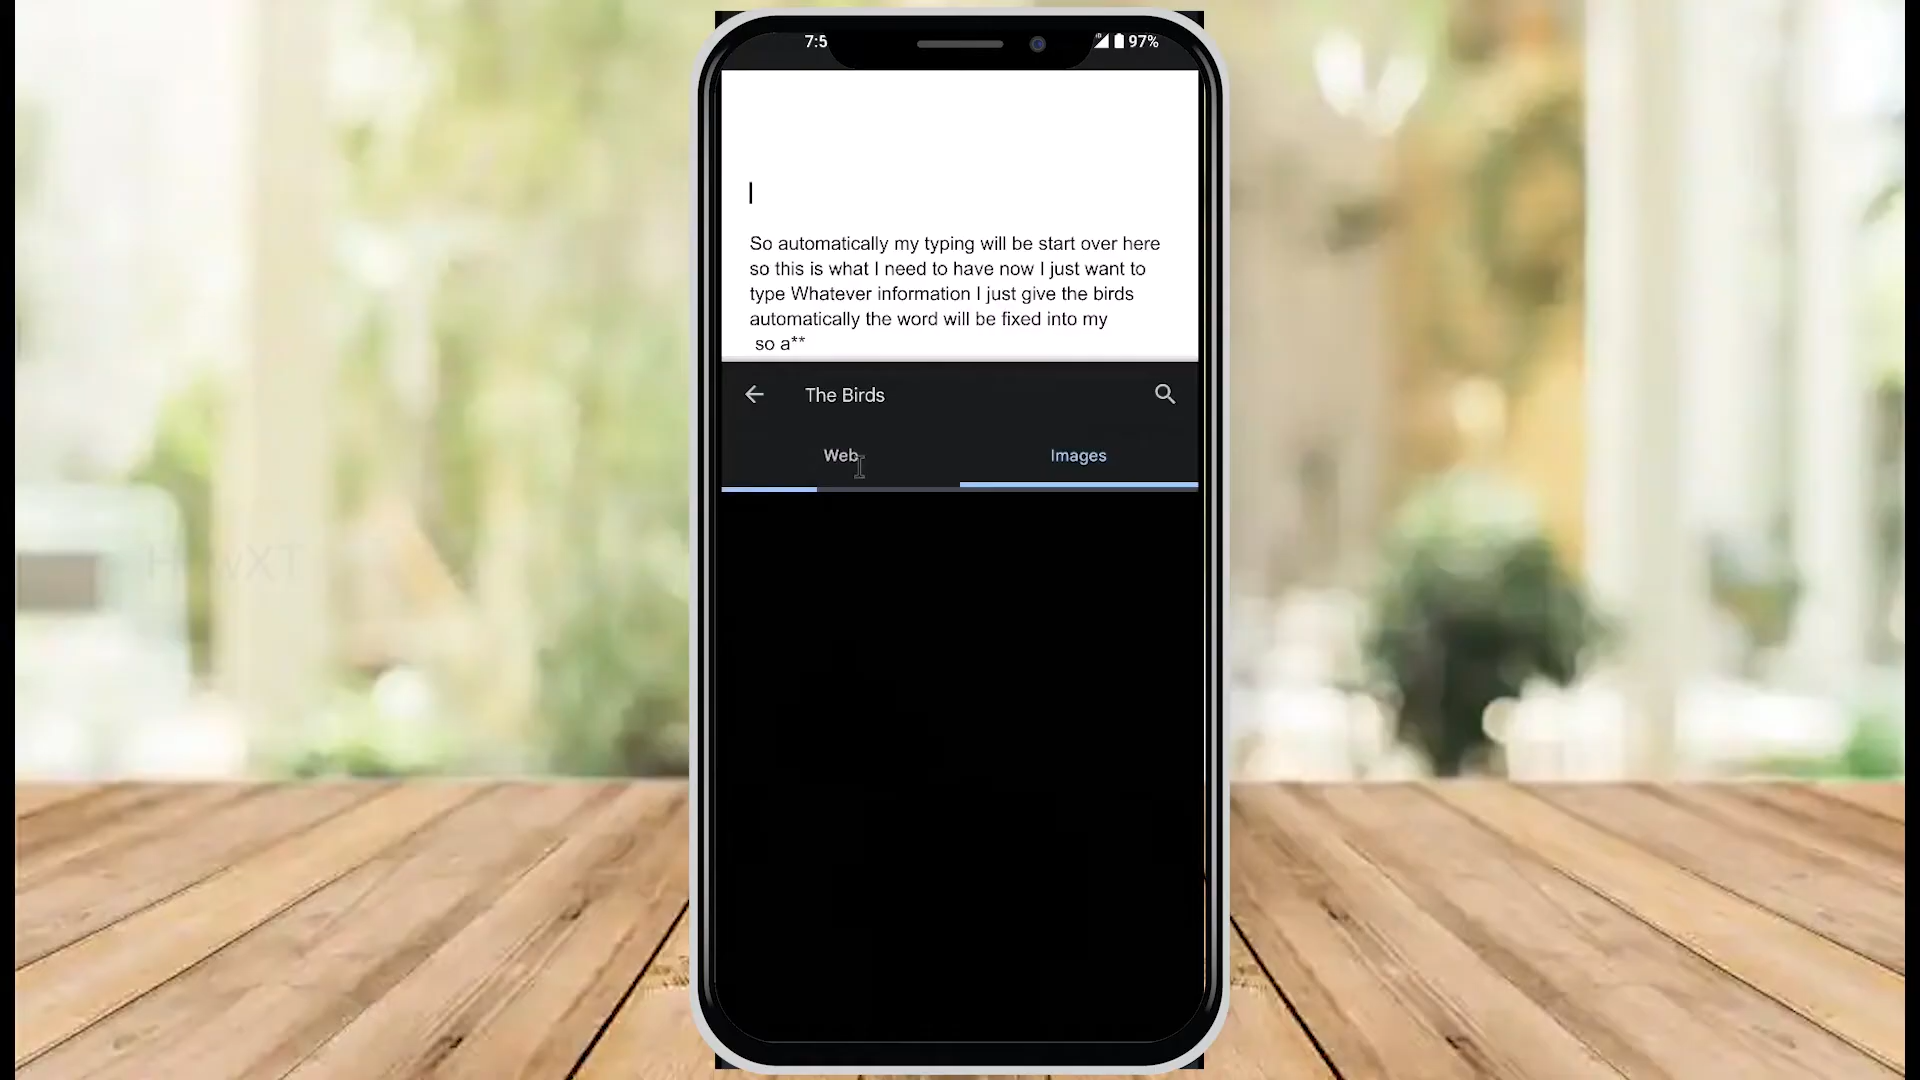 7:5
97%
So automatically my typing will be start over here
so this is what I need to have now I just want to
type Whatever information I just give the birds
automatically the word will be fixed into my
so a**
The Birds
Web
Images